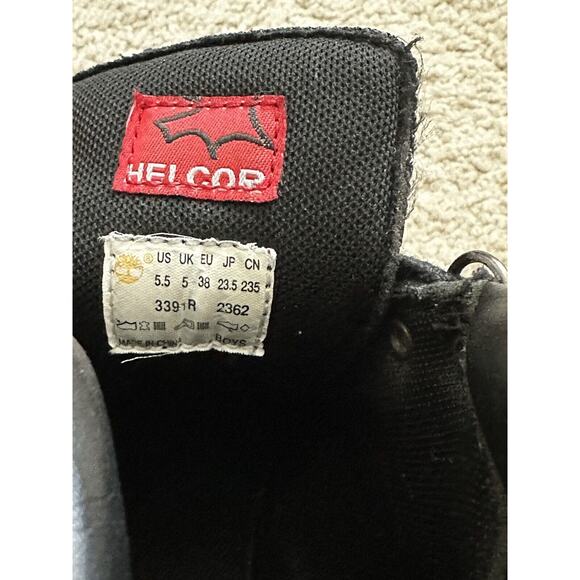 HELCOR
® US UK EU JP CN
5.5 5 38 23.5 235
3391R 2362
MADE IN CHINA BOYS